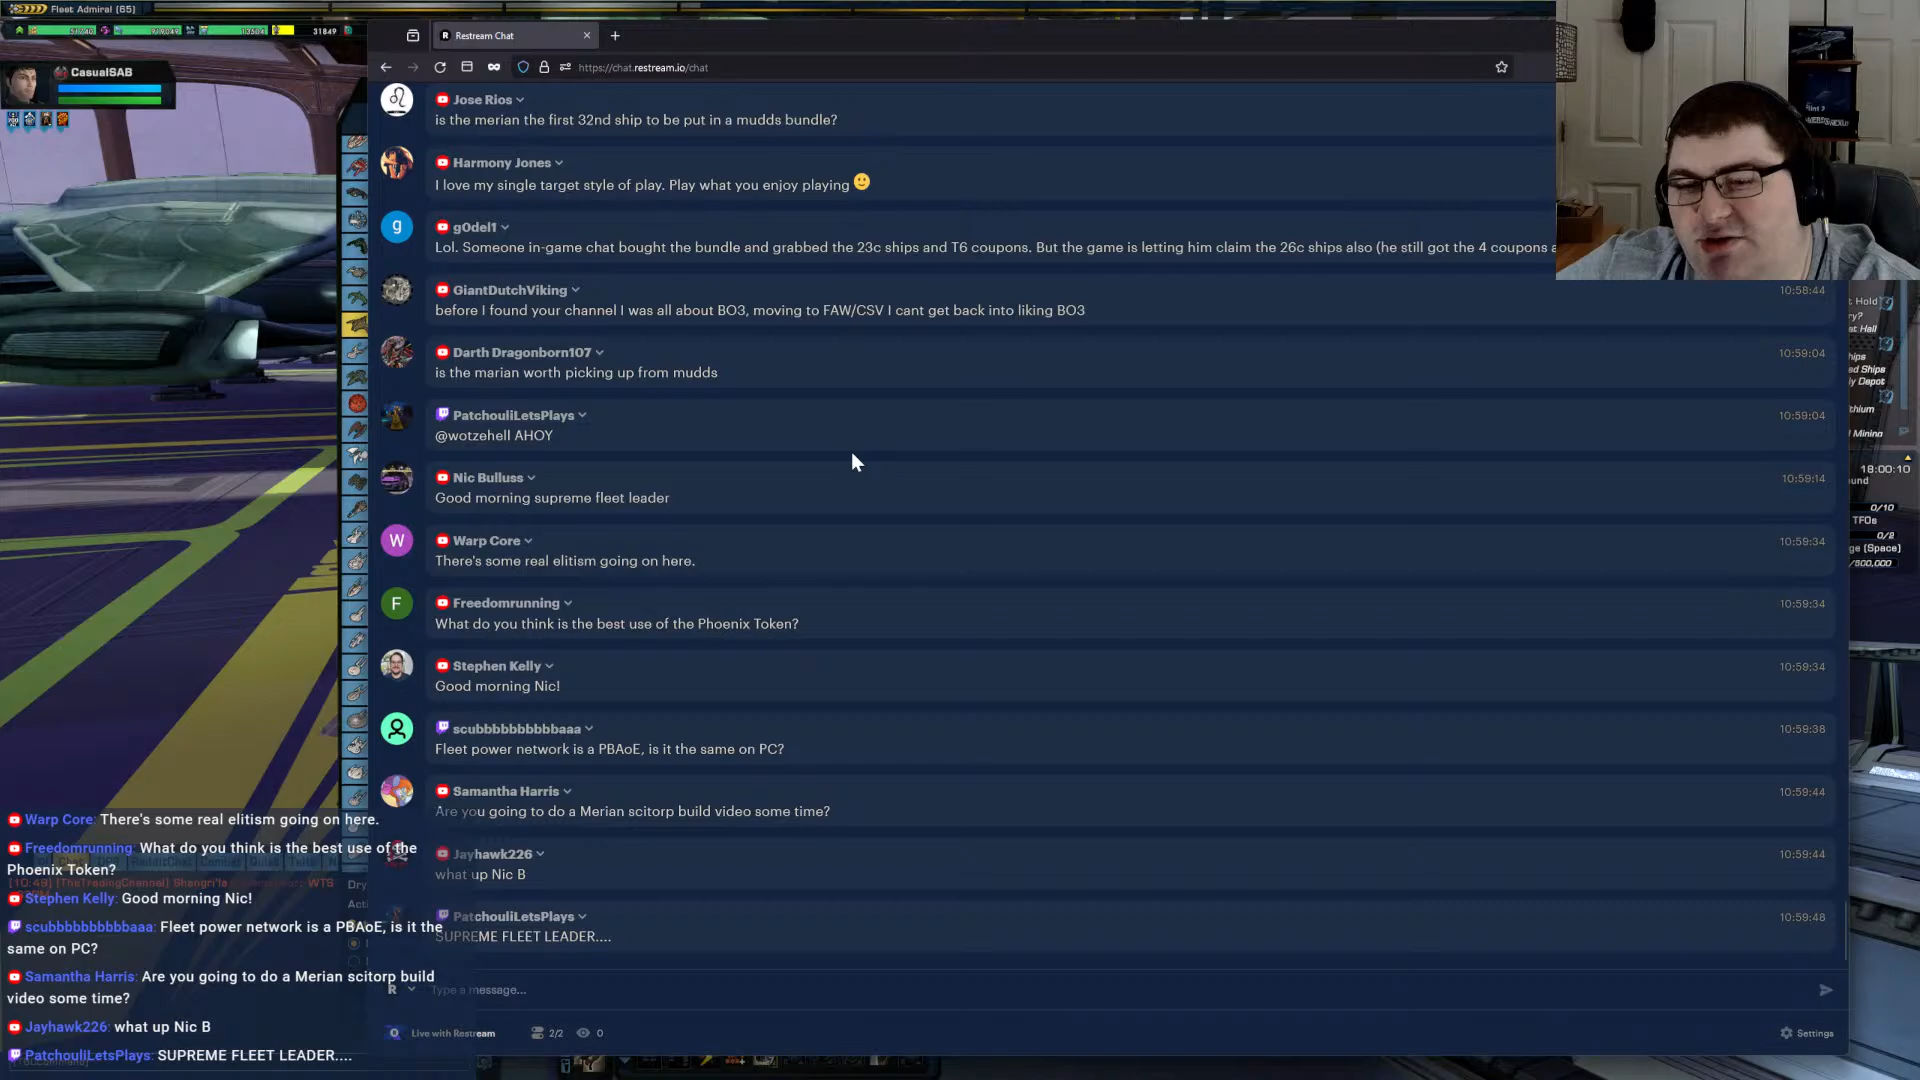 Fleet Admiral [65]
31849
CasualSAB
Restream Chat
https://chat.restream.io/chat
Jose Rios
is the merian the first 32nd ship to be put in a mudds bundle?
Harmony Jones
I love my single target style of play. Play what you enjoy playing 🙂
g
g0del1
Lol. Someone in-game chat bought the bundle and grabbed the 23c ships and T6 coupons. But the game is letting him claim the 26c ships also (he still got the 4 coupons a
GiantDutchViking
10:58:44
before I found your channel I was all about BO3, moving to FAW/CSV I cant get back into liking BO3
Darth Dragonborn107
10:59:04
is the marian worth picking up from mudds
PatchouliLetsPlays
10:59:04
@wotzehell AHOY
Nic Bulluss
10:59:14
Good morning supreme fleet leader
W
Warp Core
10:59:34
There's some real elitism going on here.
F
Freedomrunning
10:59:34
What do you think is the best use of the Phoenix Token?
Stephen Kelly
10:59:34
Good morning Nic!
scubbbbbbbbbbaaa
10:59:38
Fleet power network is a PBAoE, is it the same on PC?
Samantha Harris
10:59:44
Are you going to do a Merian scitorp build video some time?
Jayhawk226
10:59:44
what up Nic B
PatchouliLetsPlays
10:59:48
SUPREME FLEET LEADER....
R
Type a message...
Live with Restream
2/2
0
Settings
Warp Core: There's some real elitism going on here.
Freedomrunning: What do you think is the best use of the
Phoenix Token?
Stephen Kelly: Good morning Nic!
scubbbbbbbbbbaaa: Fleet power network is a PBAoE, is it the
same on PC?
Samantha Harris: Are you going to do a Merian scitorp build
video some time?
Jayhawk226: what up Nic B
PatchouliLetsPlays: SUPREME FLEET LEADER....
Hold
18:00:10
0/10
TFOs
0/2
(Space)